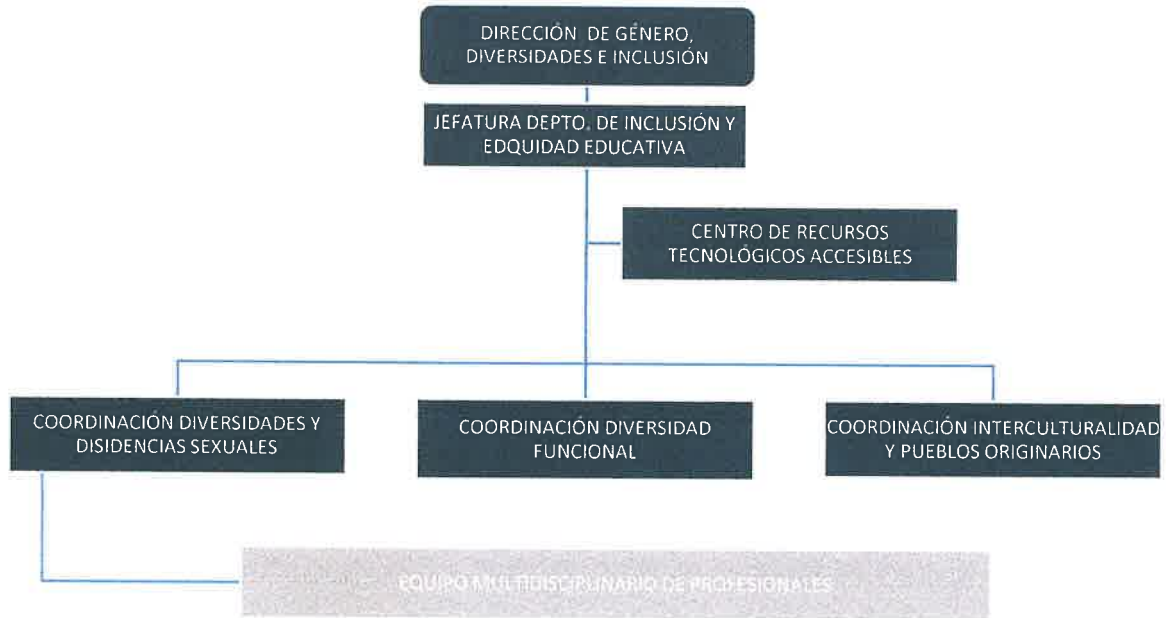 DIRECCIÓN DE GÉNERO,
DIVERSIDADES E INCLUSIÓN
JEFATURA DEPTO. DE INCLUSIÓN Y
EDQUIDAD EDUCATIVA
CENTRO DE RECURSOS
TECNOLÓGICOS ACCESIBLES
COORDINACIÓN DIVERSIDADES Y
DISIDENCIAS SEXUALES
COORDINACIÓN DIVERSIDAD
FUNCIONAL
COORDINACIÓN INTERCULTURALIDAD
Y PUEBLOS ORIGINARIOS
EQUIPO MULTIDISCIPLINARIO DE PROFESIONALES